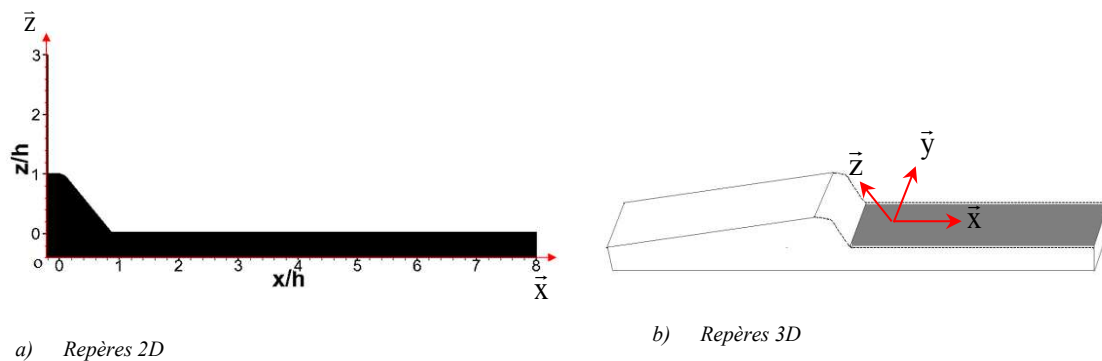 z⃗
3
2
z/h
1
0
o
0 1 2 3 4 5 6 7 8
x/h
x⃗
z⃗
y⃗
x⃗
a) Repères 2D
b) Repères 3D